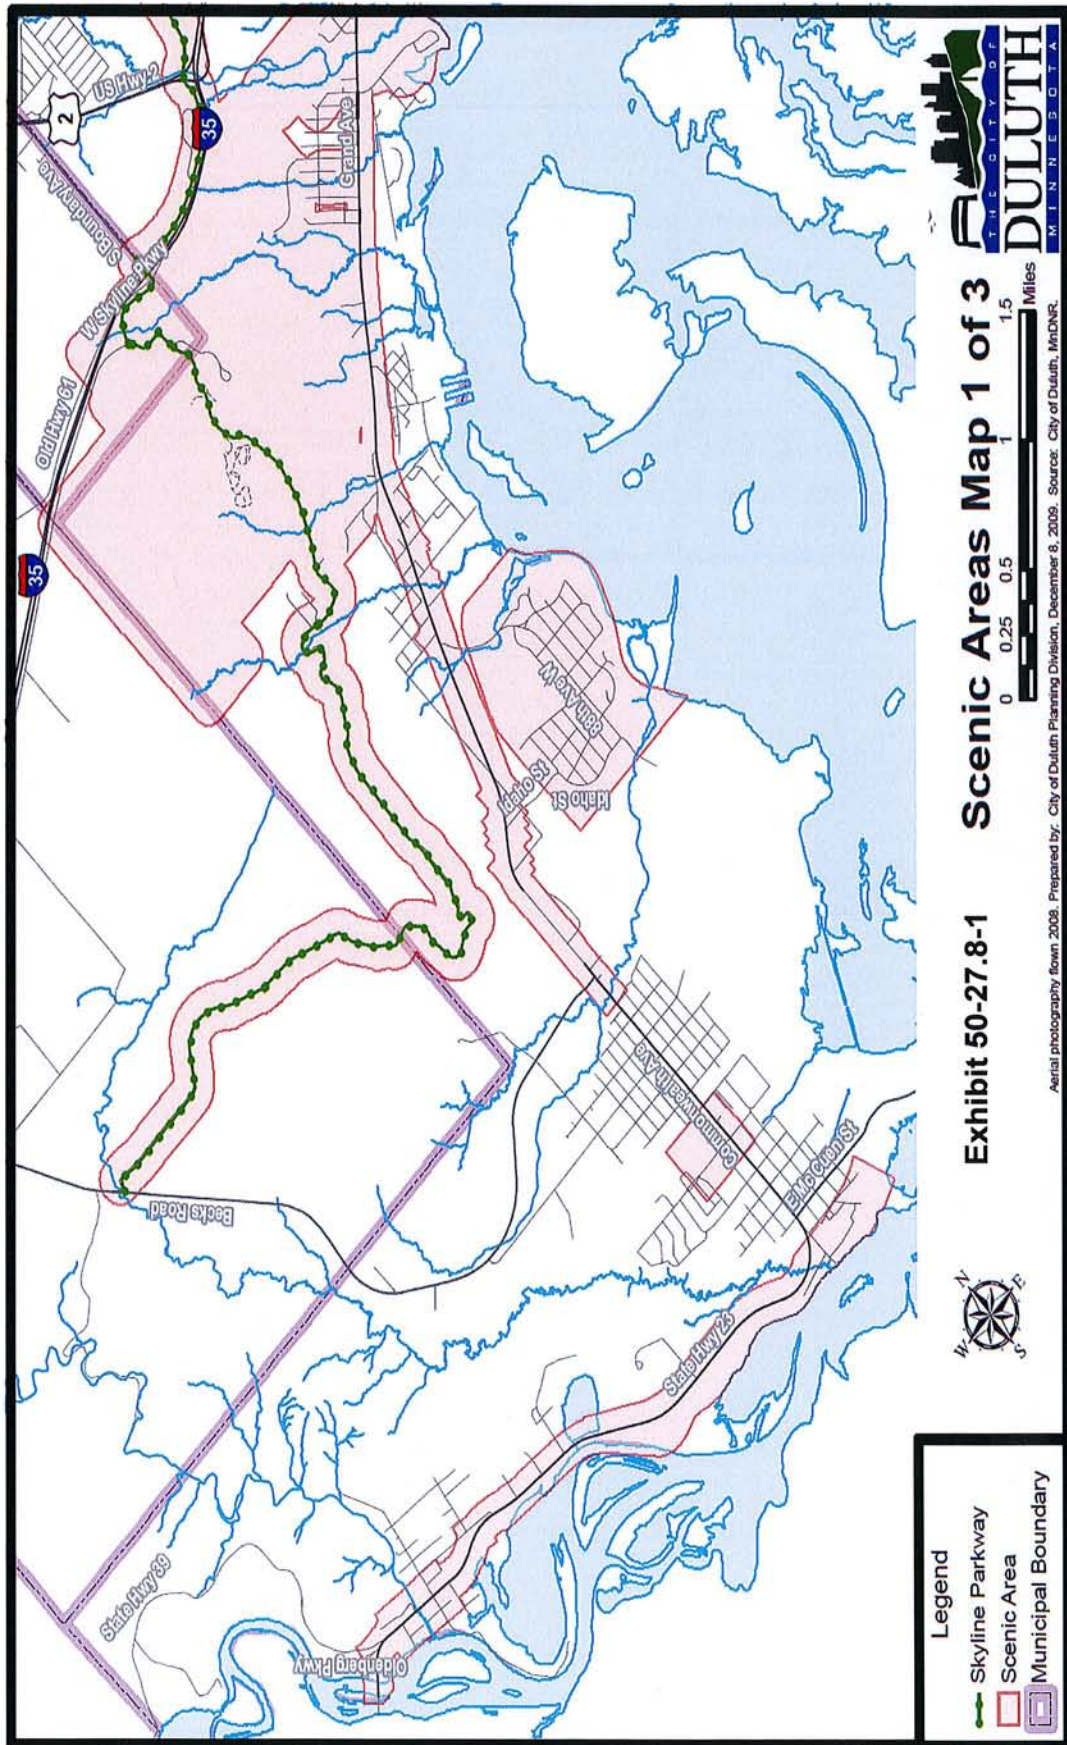 US Hwy 2
2
35
S Boundary Ave
W Skyline Pkwy
Old Hwy 61
35
Grand Ave
88th Ave W
Idaho St
Idaho St
Becks Road
Commonwealth Ave
E Mc Cuen St
State Hwy 23
State Hwy 39
Oldenberg Pkwy
Exhibit 50-27.8-1
Scenic Areas Map 1 of 3
0 0.25 0.5 1 1.5
Miles
Aerial photography flown 2008. Prepared by: City of Duluth Planning Division, December 8, 2009. Source: City of Duluth, MnDNR.
THE CITY OF
DULUTH
MINNESOTA
N
E
S
W
Legend
Skyline Parkway
Scenic Area
Municipal Boundary